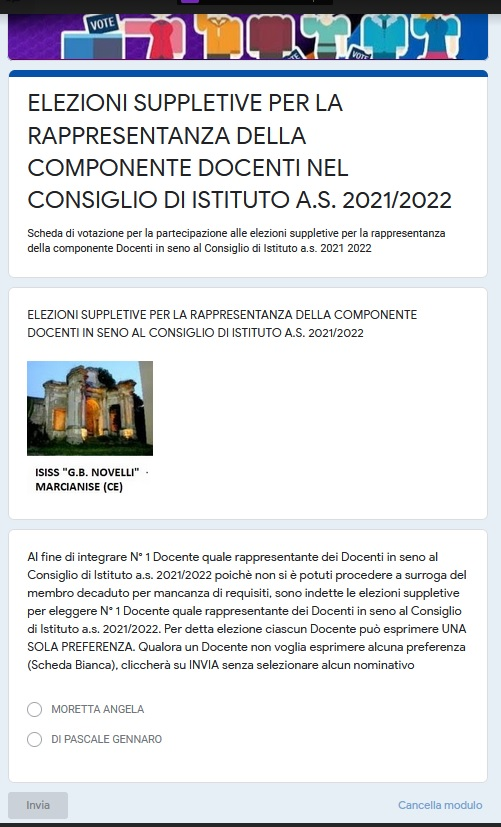 VOTE
VOTE
ELEZIONI SUPPLETIVE PER LA
RAPPRESENTANZA DELLA
COMPONENTE DOCENTI NEL
CONSIGLIO DI ISTITUTO A.S. 2021/2022
Scheda di votazione per la partecipazione alle elezioni suppletive per la rappresentanza
della componente Docenti in seno al Consiglio di Istituto a.s. 2021 2022
ELEZIONI SUPPLETIVE PER LA RAPPRESENTANZA DELLA COMPONENTE
DOCENTI IN SENO AL CONSIGLIO DI ISTITUTO A.S. 2021/2022
ISISS "G.B. NOVELLI" -
MARCIANISE (CE)
Al fine di integrare N° 1 Docente quale rappresentante dei Docenti in seno al
Consiglio di Istituto a.s. 2021/2022 poichè non si è potuti procedere a surroga del
membro decaduto per mancanza di requisiti, sono indette le elezioni suppletive
per eleggere N° 1 Docente quale rappresentante dei Docenti in seno al Consiglio
di Istituto a.s. 2021/2022. Per detta elezione ciascun Docente può esprimere UNA
SOLA PREFERENZA. Qualora un Docente non voglia esprimere alcuna preferenza
(Scheda Bianca), cliccherà su INVIA senza selezionare alcun nominativo
MORETTA ANGELA
DI PASCALE GENNARO
Invia
Cancella modulo